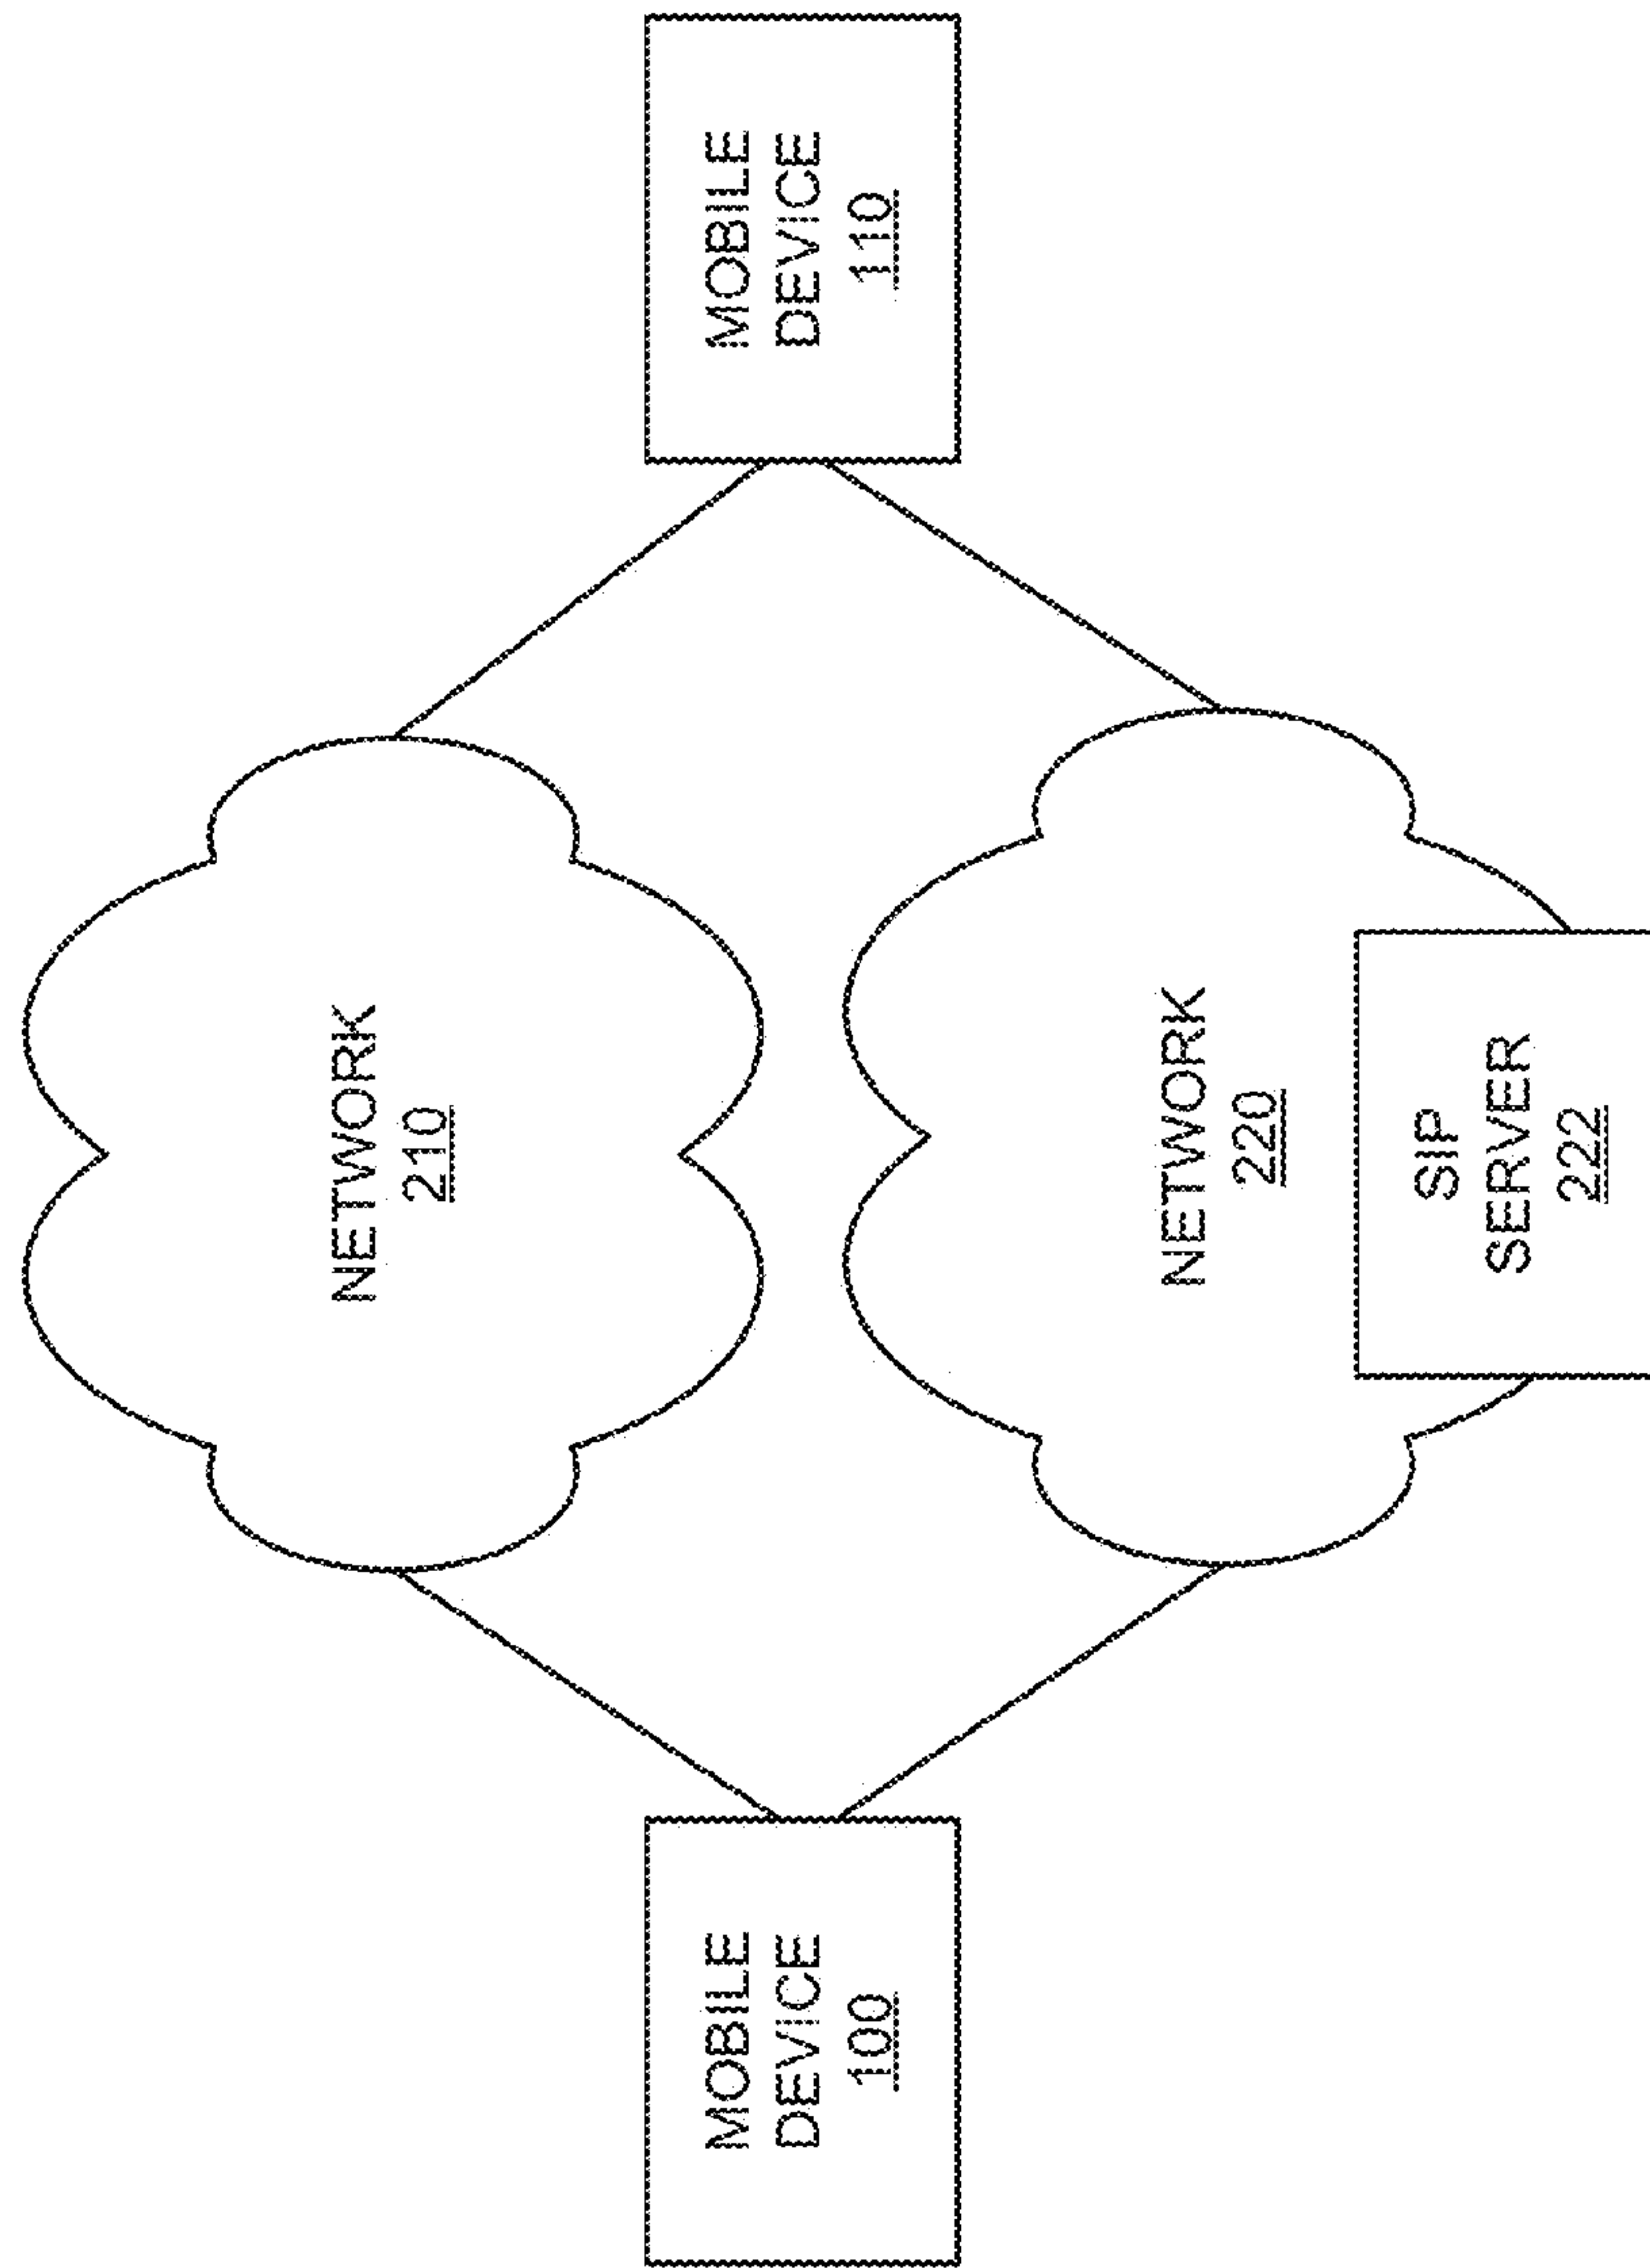 NETWORK
210
MOBILE
DEVICE
100
MOBILE
DEVICE
110
NETWORK
220
SIP
SERVER
222